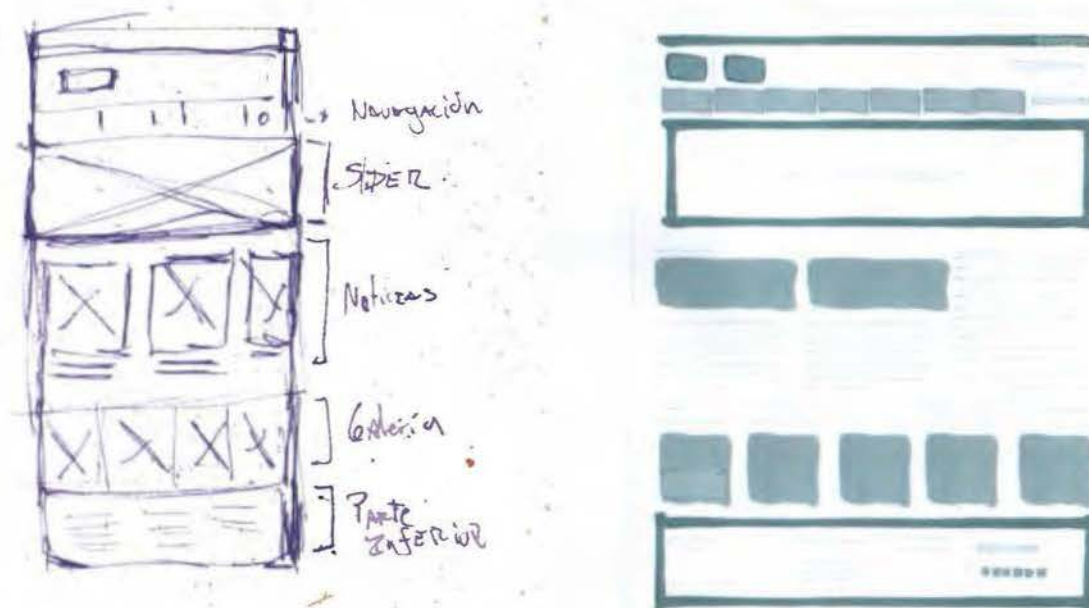 Navegación
SLIDER
Noticias
Galería
PARTE
INFERIOR